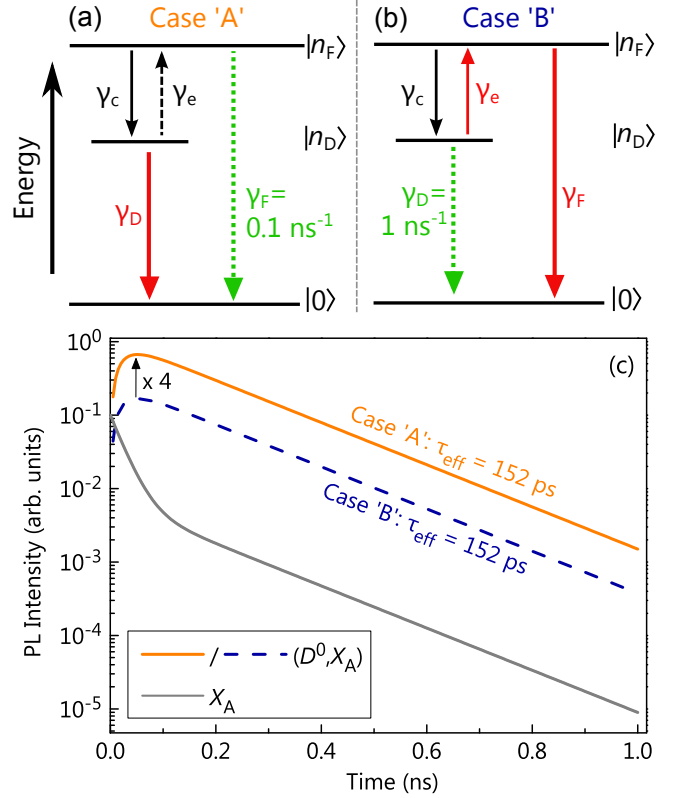 (a) Case 'A'
(b) Case 'B'
Energy
|n_F⟩
γ_c
γ_e
|n_D⟩
γ_D
γ_F=
0.1 ns⁻¹
|0⟩
|n_F⟩
γ_c
γ_e
|n_D⟩
γ_D=
1 ns⁻¹
γ_F
|0⟩
(c)
PL Intensity (arb. units)
10⁰
10⁻¹
10⁻²
10⁻³
10⁻⁴
10⁻⁵
x 4
Case 'A': τ_eff = 152 ps
Case 'B': τ_eff = 152 ps
/ (D⁰,X_A)
X_A
0.0 0.2 0.4 0.6 0.8 1.0
Time (ns)